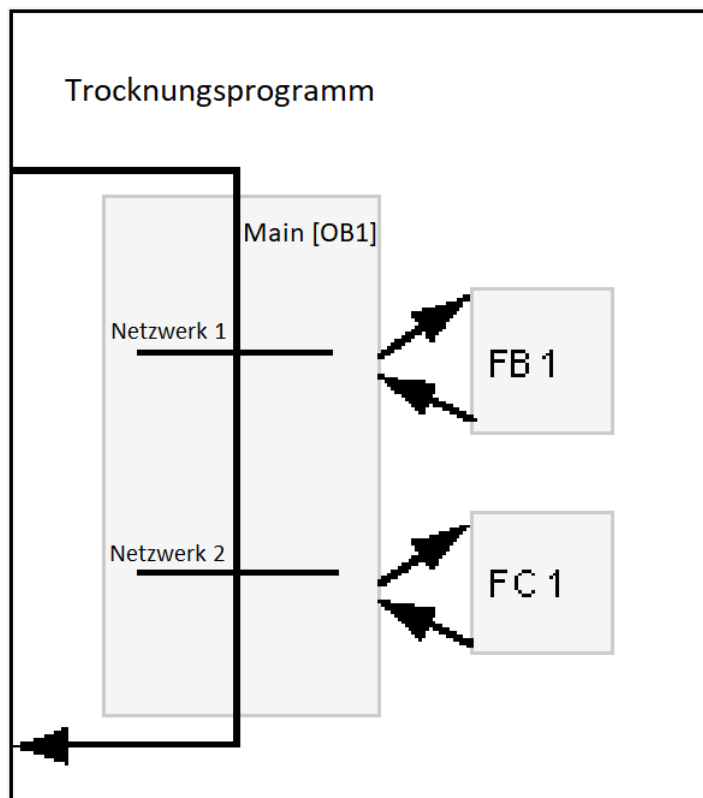 Trocknungsprogramm
Main [OB1]
Netzwerk 1
FB 1
Netzwerk 2
FC 1